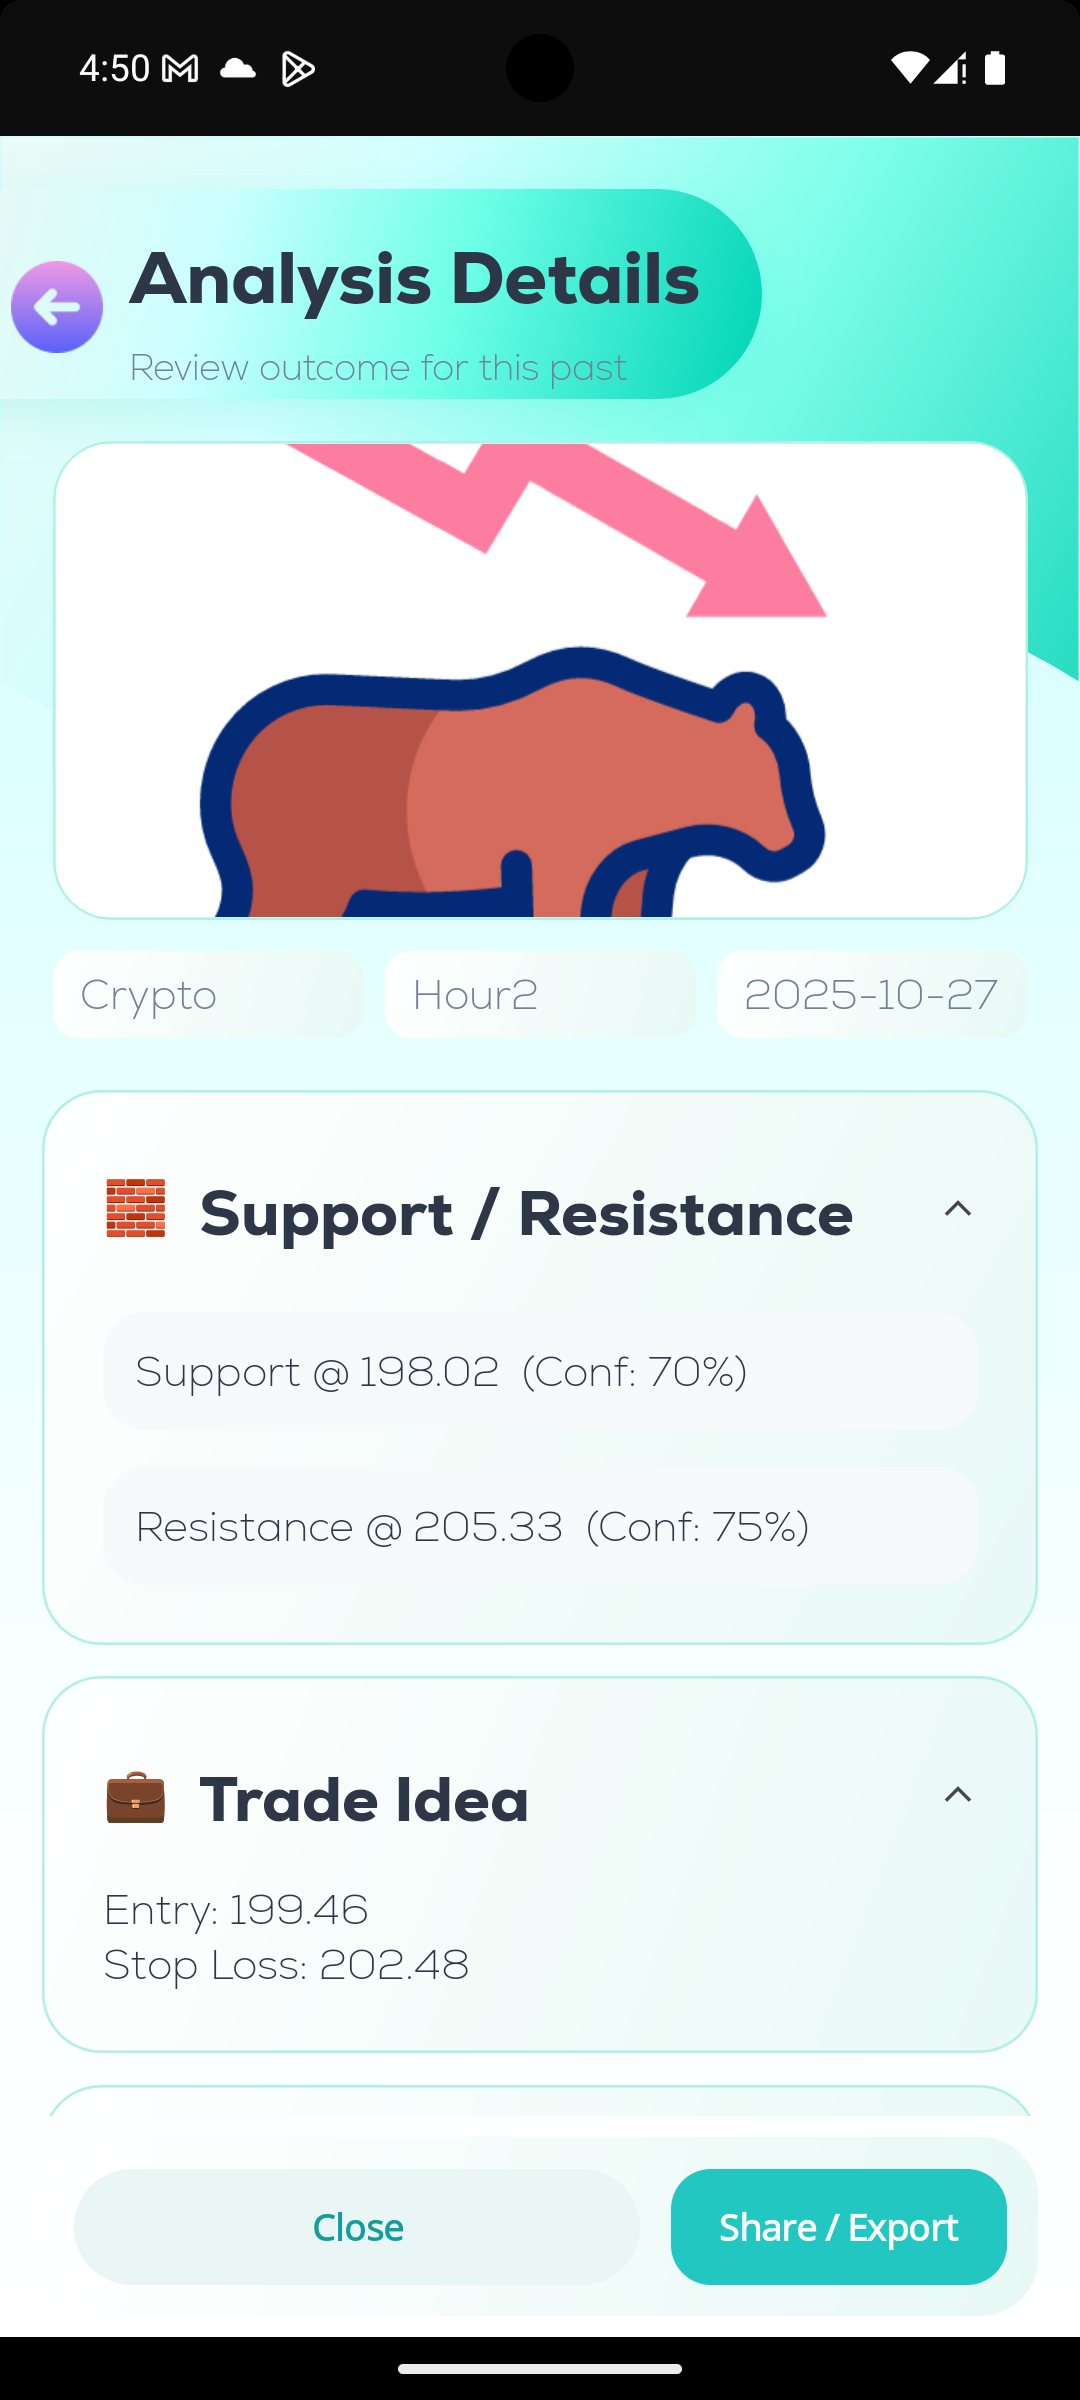 4:50
Analysis Details
Review outcome for this past
Crypto
Hour2
2025-10-27
Support / Resistance
Support @ 198.02 (Conf: 70%)
Resistance @ 205.33 (Conf: 75%)
Trade Idea
Entry: 199.46
Stop Loss: 202.48
Close
Share / Export